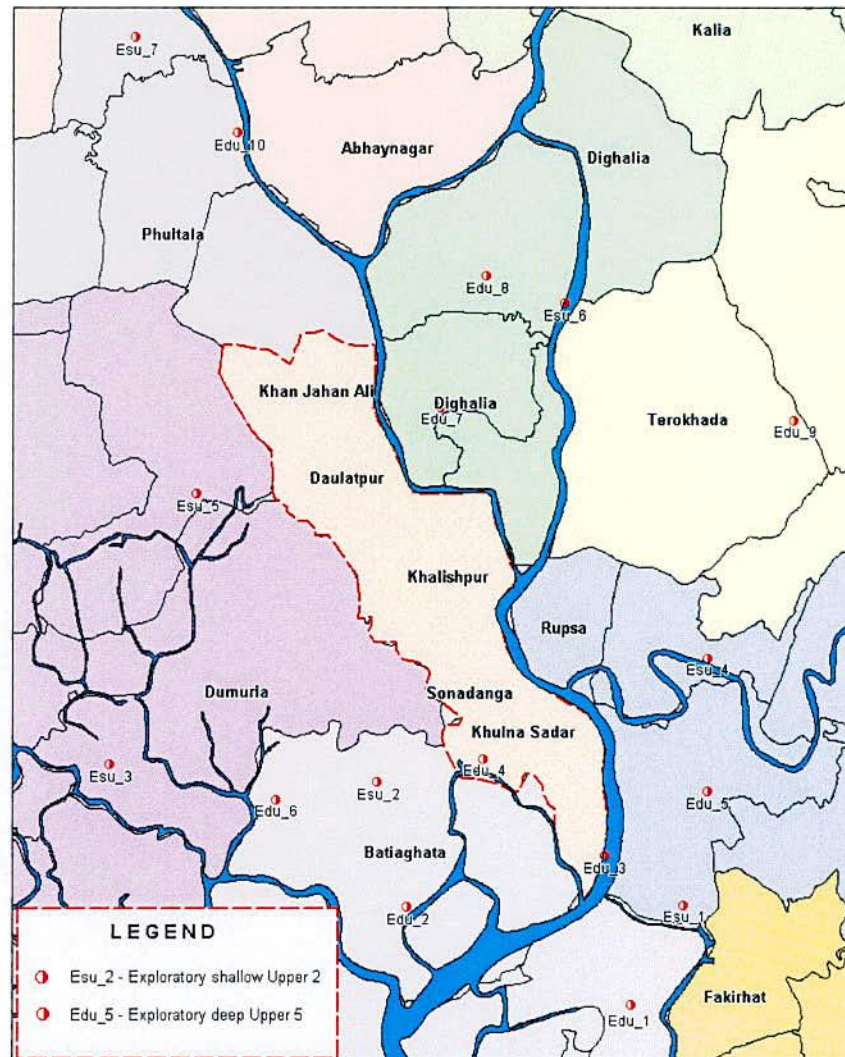 Kalia
Esu_7
Edu_10
Abhaynagar
Dighalia
Phultala
Edu_8
Esu_6
Khan Jahan Ali
Dighalia
Edu_7
Terokhada
Edu_9
Daulatpur
Esu_5
Khalishpur
Rupsa
Esu_4
Dumurla
Sonadanga
Khulna Sadar
Esu_3
Edu_4
Esu_2
Edu_6
Edu_5
Batiaghata
Edu_3
Edu_2
Esu_1
LEGEND
Esu_2 - Exploratory shallow Upper 2
Edu_5 - Exploratory deep Upper 5
Fakirhat
Edu_1